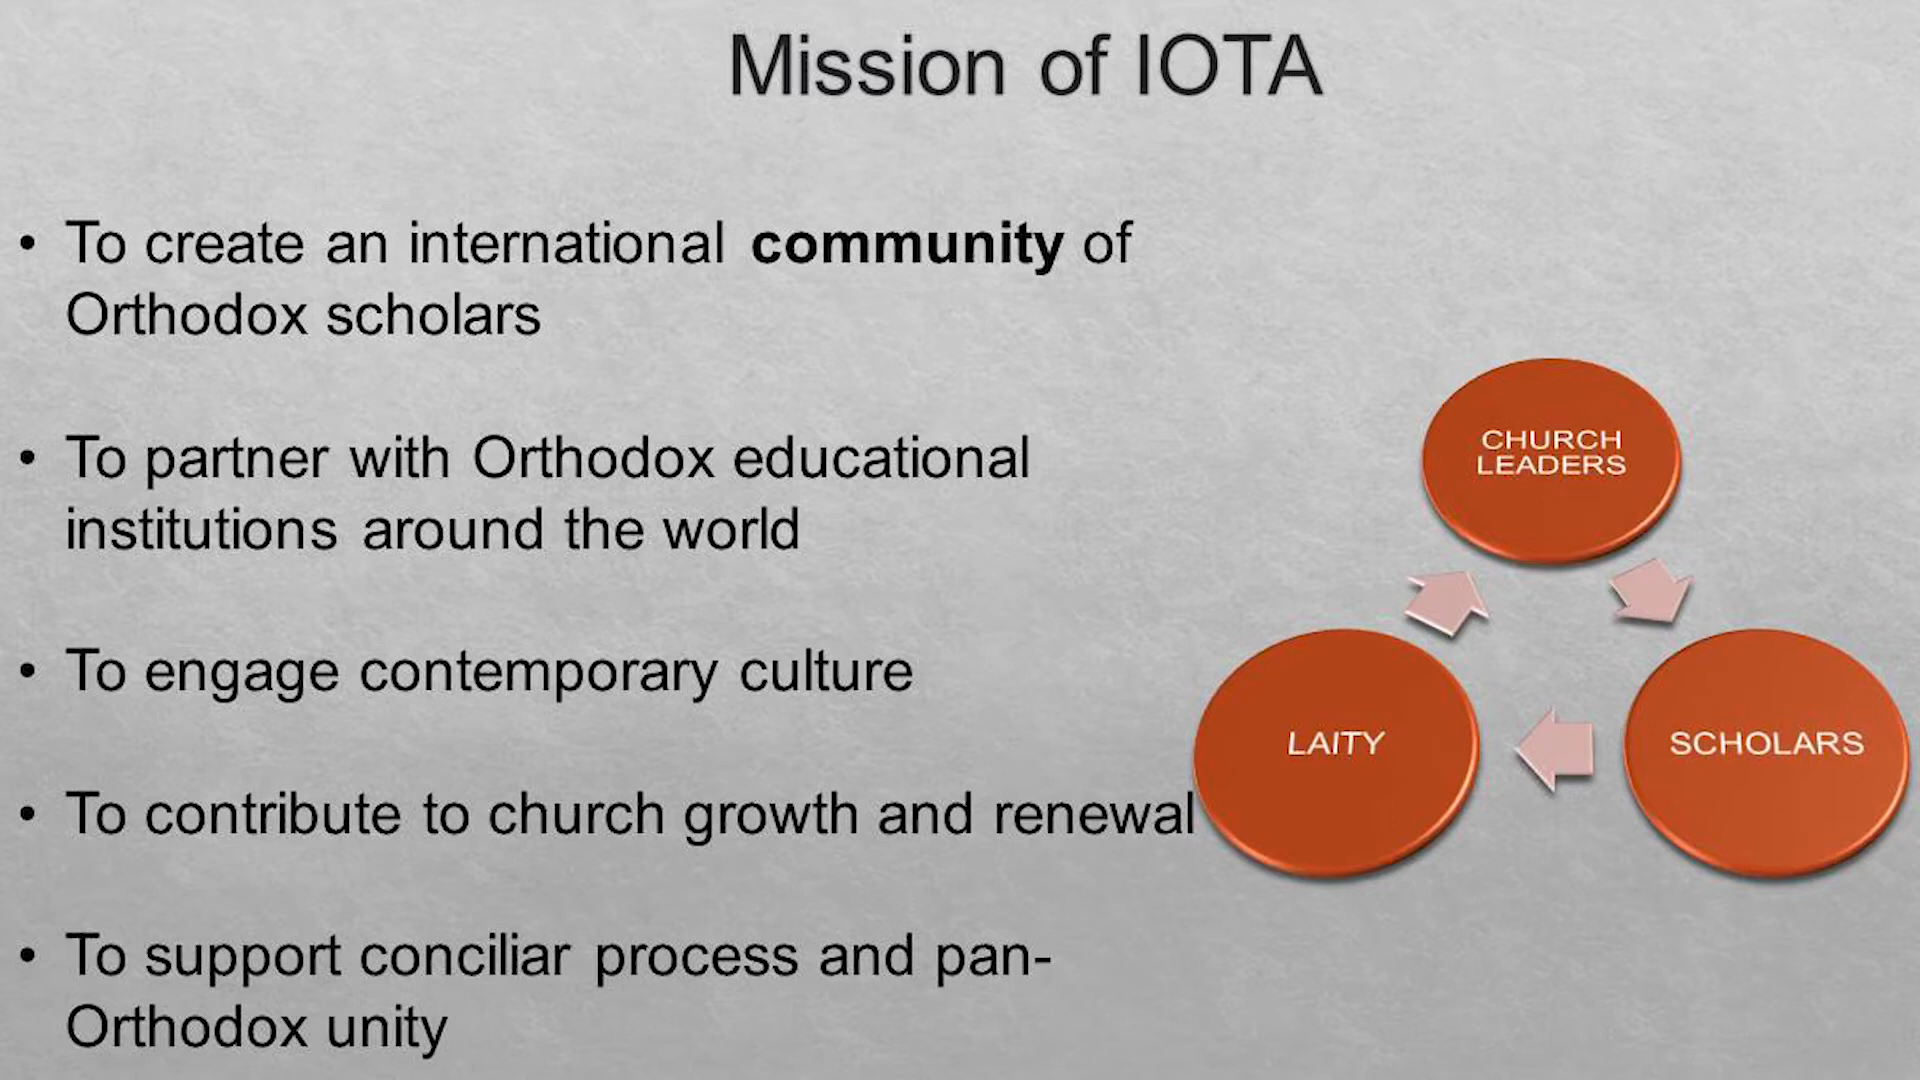 Mission of IOTA
• To create an international community of
Orthodox scholars
• To partner with Orthodox educational
institutions around the world
• To engage contemporary culture
• To contribute to church growth and renewal
• To support conciliar process and pan-
Orthodox unity
CHURCH
LEADERS
LAITY
SCHOLARS